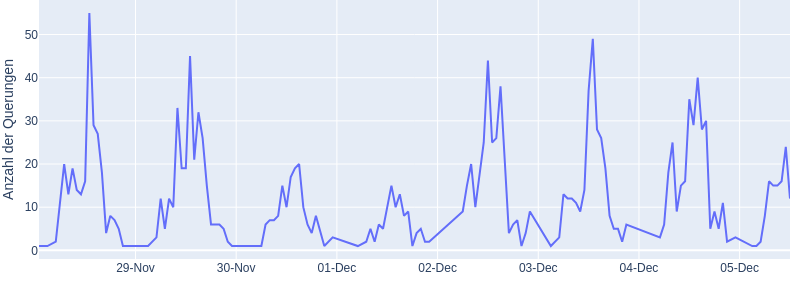 Anzahl der Querungen
50
40
30
20
10
0
29-Nov
30-Nov
01-Dec
02-Dec
03-Dec
04-Dec
05-Dec